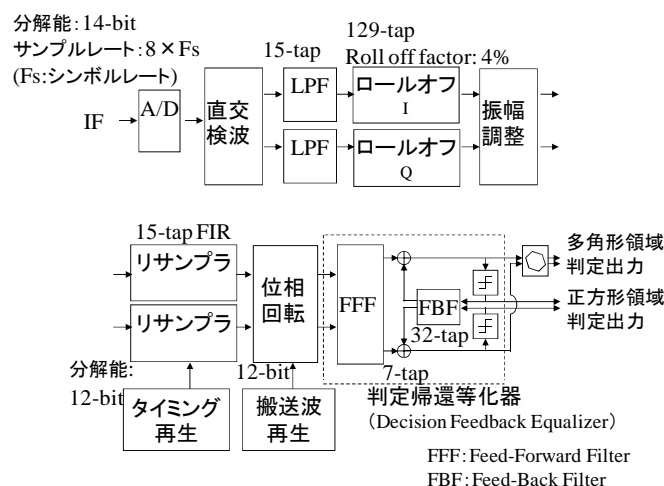 分解能：14-bit
サンプルレート：8×Fs
(Fs:シンボルレート)
15-tap
129-tap
Roll off factor: 4%
IF
A/D
直交
検波
LPF
ロールオフ
I
LPF
ロールオフ
Q
振幅
調整
15-tap FIR
リサンプラ
リサンプラ
分解能：
12-bit
タイミング
再生
位相
回転
12-bit
搬送波
再生
FFF
7-tap
FBF
32-tap
多角形領域
判定出力
正方形領域
判定出力
判定帰還等化器
（Decision Feedback Equalizer）
FFF：Feed-Forward Filter
FBF：Feed-Back Filter